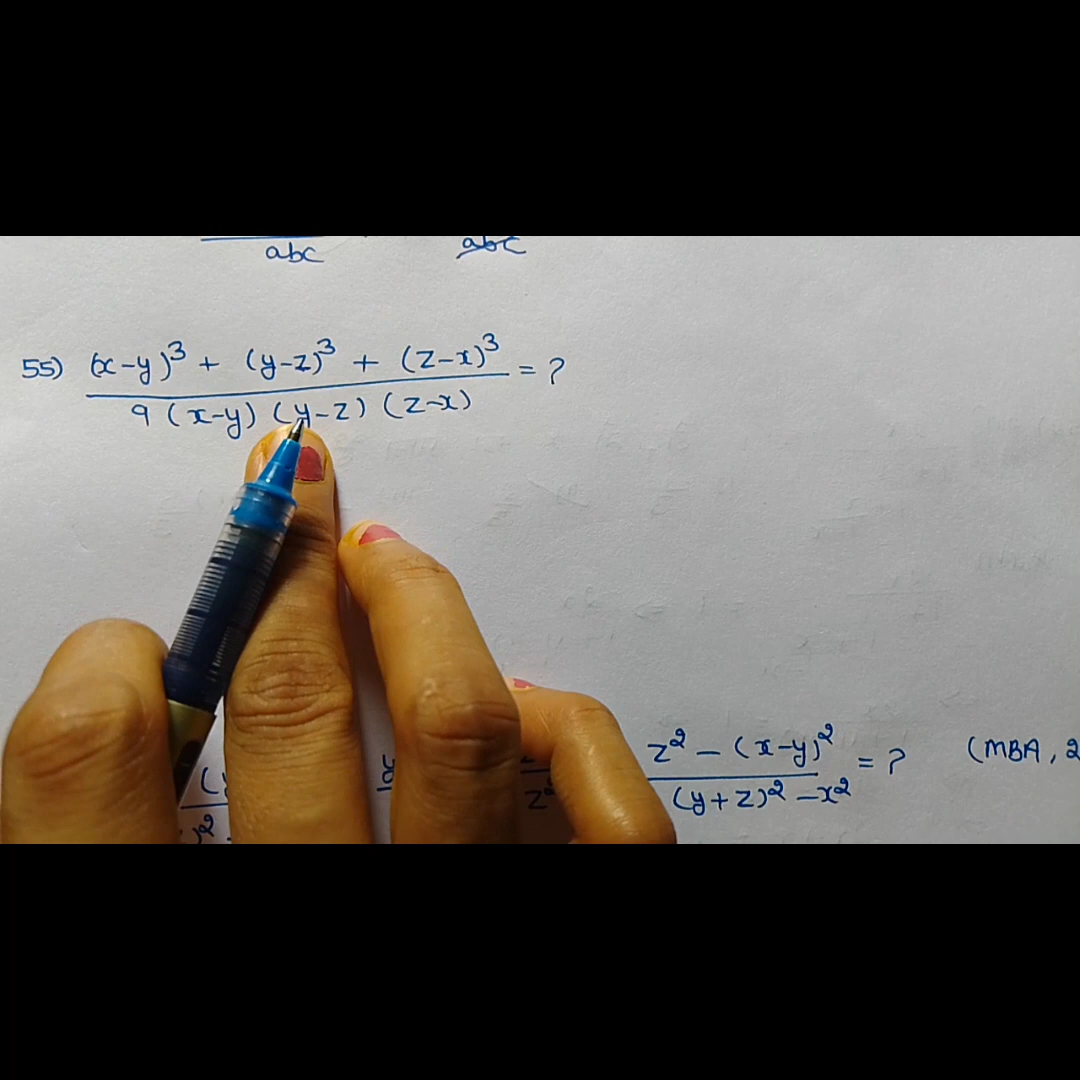 abc abc
55) (x-y)³ + (y-z)³ + (z-x)³ = ?
9 (x-y) (y-z) (z-x)
z² - (x-y)² = ? (MBA, 2
(y+z)² - x²